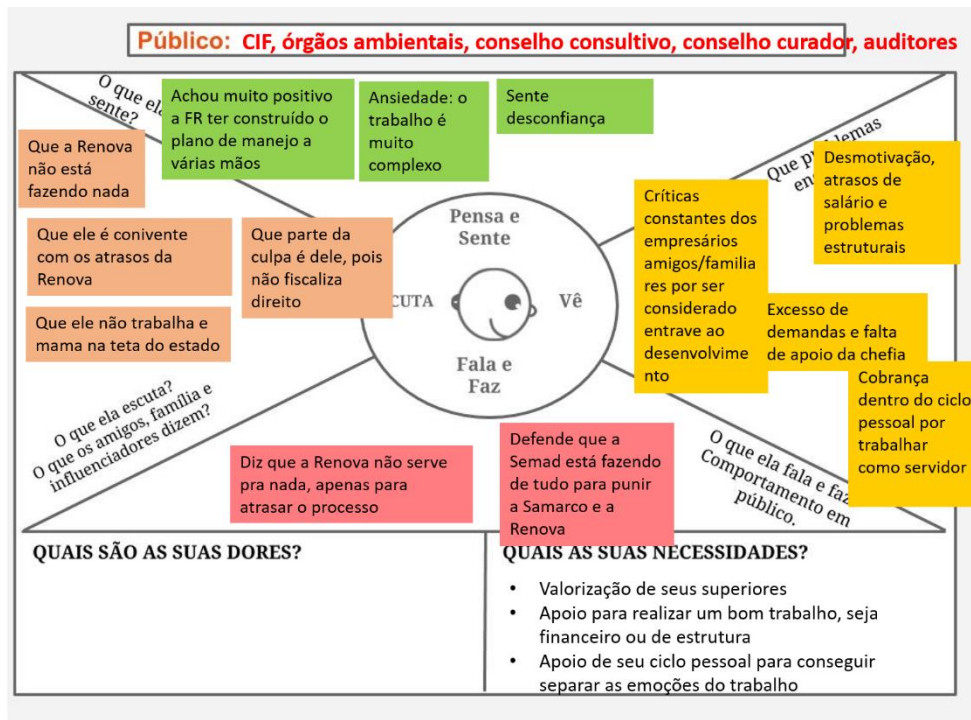 Público: CIF, órgãos ambientais, conselho consultivo, conselho curador, auditores
O que ela
sente?
Achou muito positivo
a FR ter construído o
plano de manejo a
várias mãos
Ansiedade: o
trabalho é
muito
complexo
Sente
desconfiança
Que a Renova
não está
fazendo nada
Que ele é conivente
com os atrasos da
Renova
Que parte da
culpa é dele, pois
não fiscaliza
direito
Que ele não trabalha e
mama na teta do estado
O que ela escuta?
O que os amigos, família e
influenciadores dizem?
Pensa e
Sente
CUTA
Vê
Fala e
Faz
Que
Desmotivação,
atrasos de
salário e
problemas
estruturais
Críticas
constantes dos
empresários
amigos/familia
res por ser
considerado
entrave ao
desenvolvime
nto
Excesso de
demandas e falta
de apoio da chefia
Cobrança
dentro do ciclo
pessoal por
trabalhar
como servidor
Diz que a Renova não serve
pra nada, apenas para
atrasar o processo
Defende que a
Semad está fazendo
de tudo para punir
a Samarco e a
Renova
O que ela fala e faz
Comportamento em
público.
QUAIS SÃO AS SUAS DORES?
QUAIS AS SUAS NECESSIDADES?
• Valorização de seus superiores
• Apoio para realizar um bom trabalho, seja
financeiro ou de estrutura
• Apoio de seu ciclo pessoal para conseguir
separar as emoções do trabalho